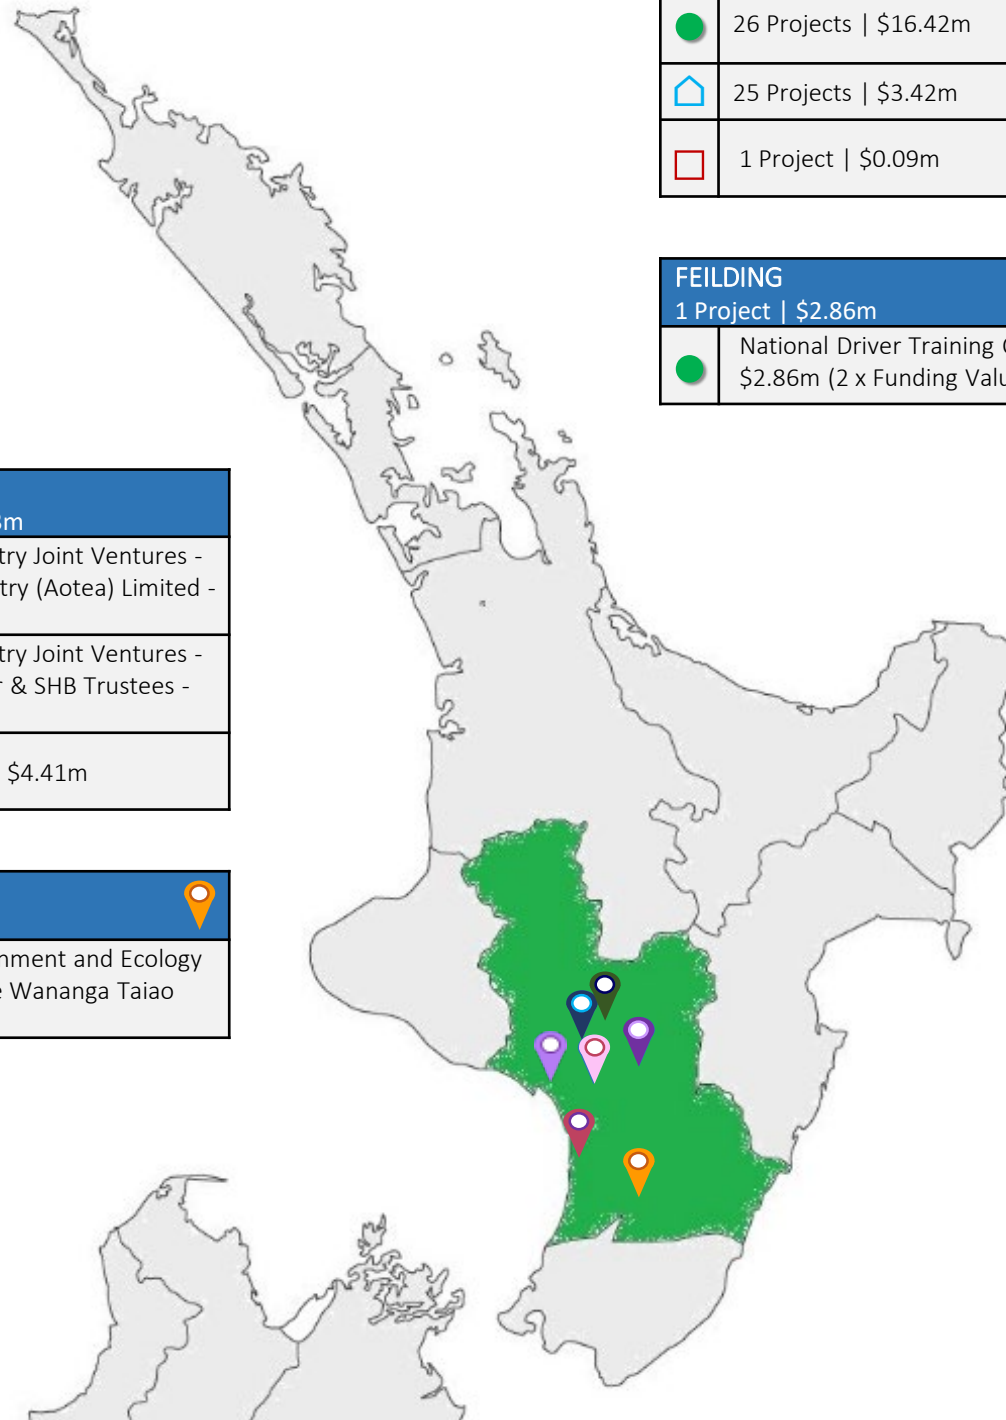 26 Projects | $16.42m
25 Projects | $3.42m
1 Project | $0.09m
FEILDING
1 Project | $2.86m
National Driver Training
$2.86m (2 x Funding
try Joint Ventures -
try (Aotea) Limited -
try Joint Ventures -
& SHB Trustees -
$4.41m
nment and Ecology
Wananga Taiao